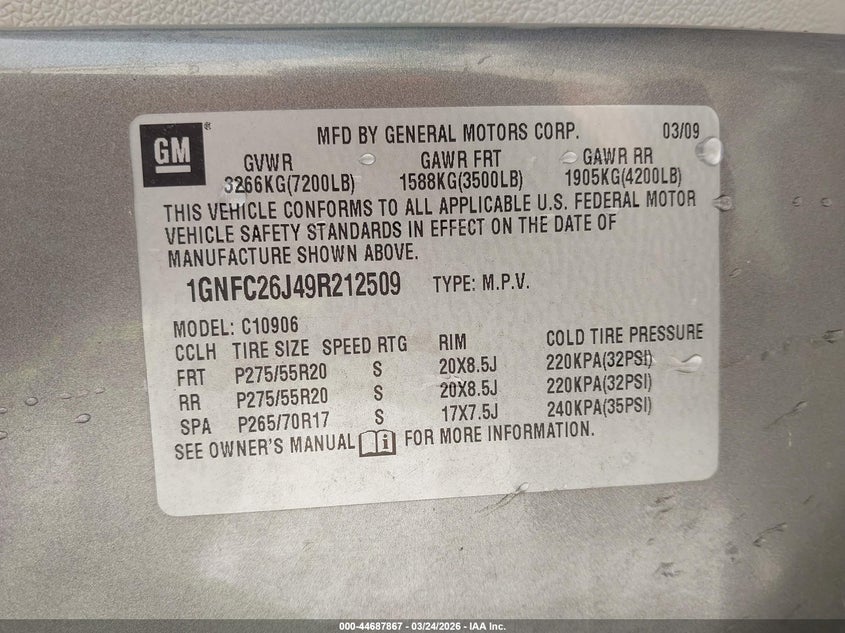 GM®
MFD BY GENERAL MOTORS CORP. 03/09
GVWR GAWR FRT GAWR RR
3266KG(7200LB) 1588KG(3500LB) 1905KG(4200LB)
THIS VEHICLE CONFORMS TO ALL APPLICABLE U.S. FEDERAL MOTOR
VEHICLE SAFETY STANDARDS IN EFFECT ON THE DATE OF
MANUFACTURE SHOWN ABOVE.
1GNFC26J49R212509 TYPE: M.P.V.
MODEL: C10906
CCLH TIRE SIZE SPEED RTG RIM COLD TIRE PRESSURE
FRT P275/55R20 S 20X8.5J 220KPA(32PSI)
RR P275/55R20 S 20X8.5J 220KPA(32PSI)
SPA P265/70R17 S 17X7.5J 240KPA(35PSI)
SEE OWNER'S MANUAL i FOR MORE INFORMATION.
000-44687867 - 03/24/2026 - IAA Inc.